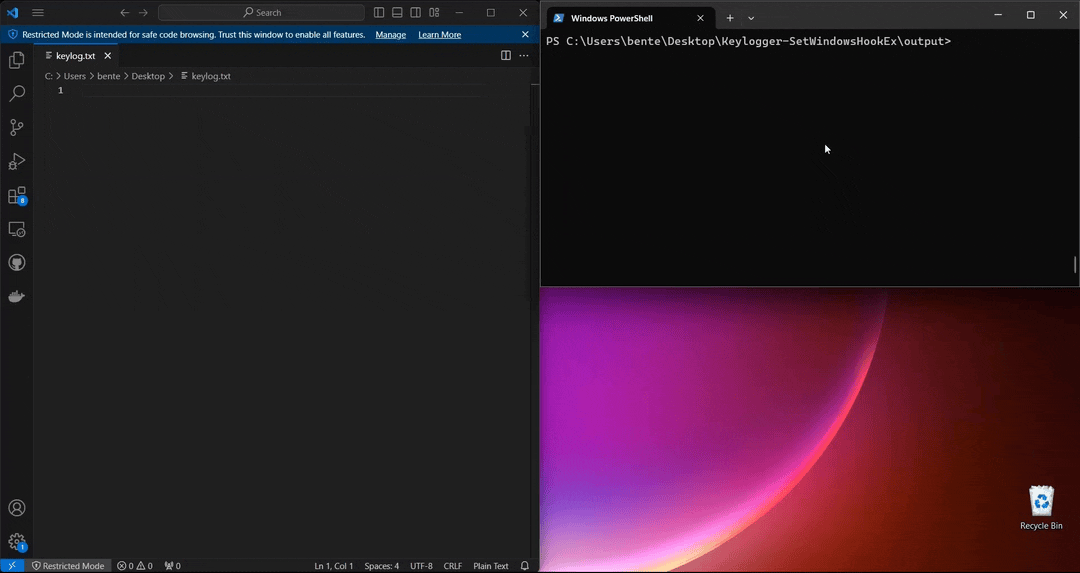 Search
Restricted Mode is intended for safe code browsing. Trust this window to enable all features. Manage Learn More
keylog.txt
C: > Users > bente > Desktop > keylog.txt
1
8
1
Restricted Mode 0 0 0 Ln 1, Col 1 Spaces: 4 UTF-8 CRLF Plain Text
Windows PowerShell
PS C:\Users\bente\Desktop\Keylogger-SetWindowsHookEx\output>
Recycle Bin